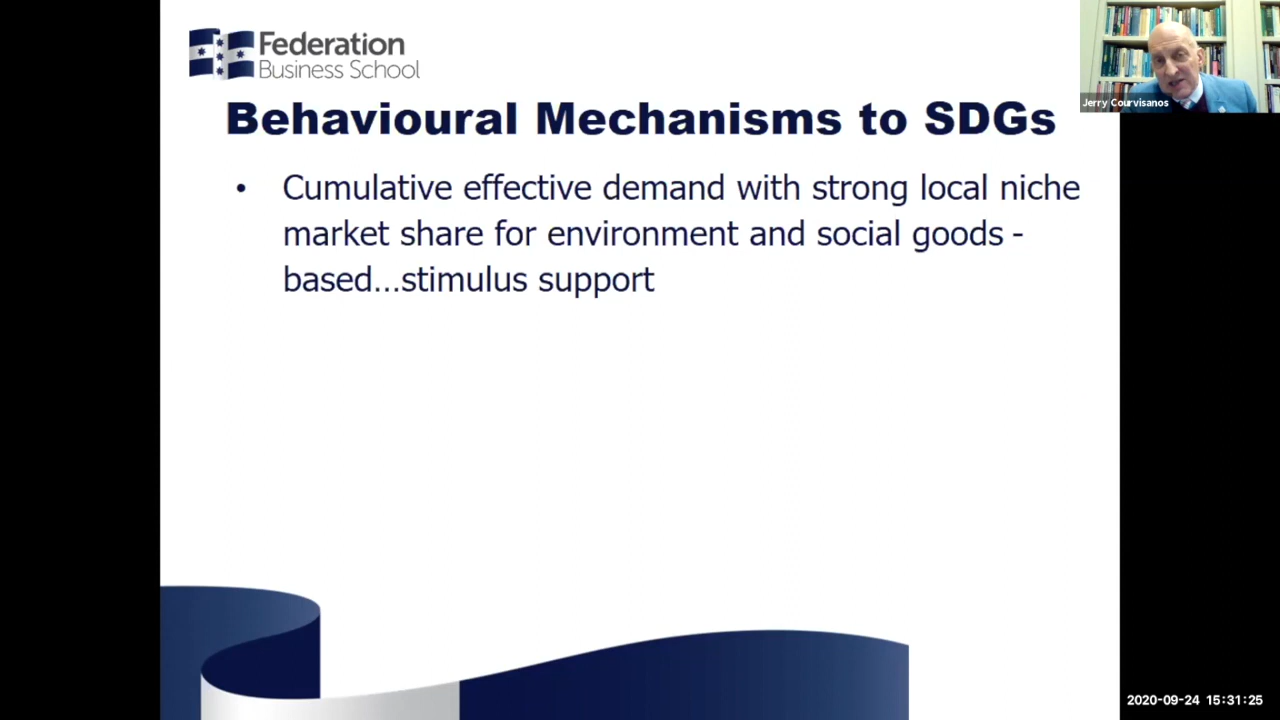 Federation
Business School
Jerry Courvisanos
Behavioural Mechanisms to SDGs
• Cumulative effective demand with strong local niche
market share for environment and social goods -
based...stimulus support
2020-09-24 15:31:25